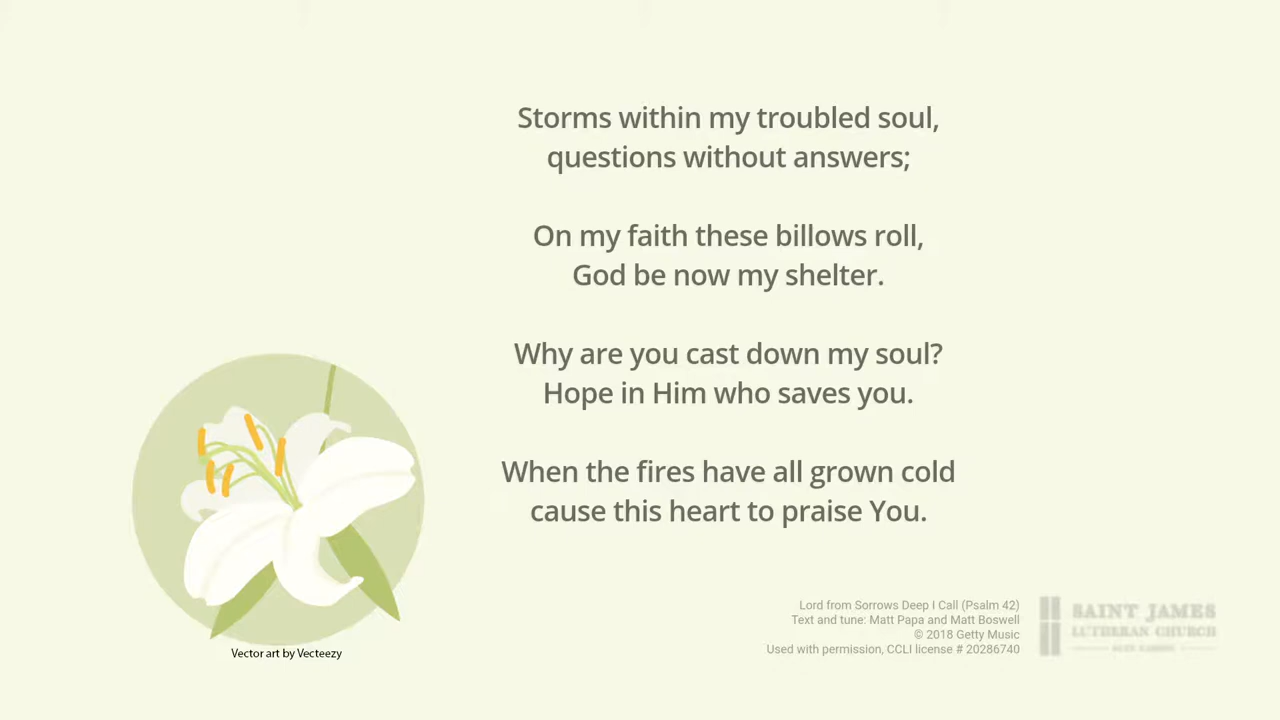 Storms within my troubled soul,
questions without answers;
On my faith these billows roll,
God be now my shelter.
Why are you cast down my soul?
Hope in Him who saves you.
When the fires have all grown cold
cause this heart to praise You.
Lord from Sorrows Deep I Call (Psalm 42)
Text and tune: Matt Papa and Matt Boswell
© 2018 Getty Music
Used with permission, CCLI license # 20286740
SAINT JAMES
LUTHERAN CHURCH
Vector art by Vecteezy